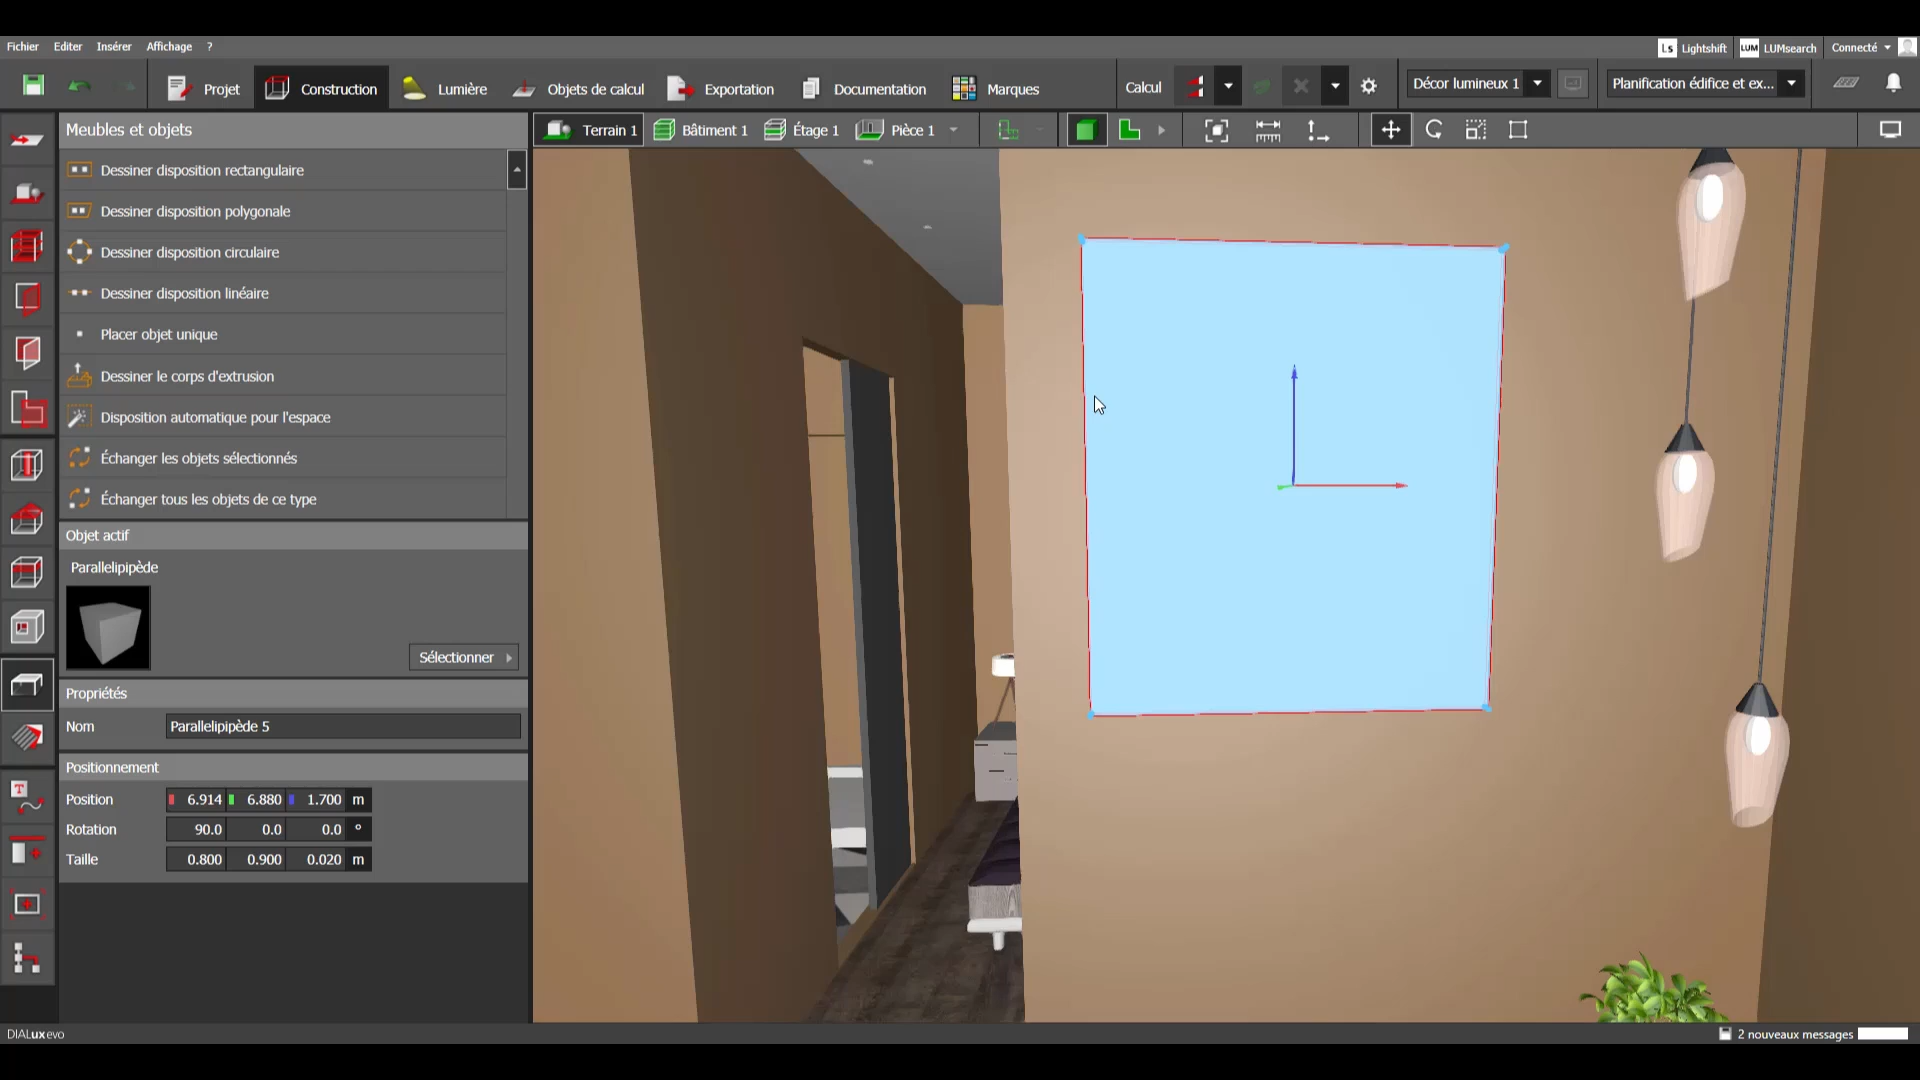 Fichier Editer Insérer Affichage ?
Ls Lightshift LUM LUMsearch Connecté
Projet Construction Lumière Objets de calcul Exportation Documentation Marques Calcul Décor lumineux 1 Planification édifice et ex...
Meubles et objets
Terrain 1 Bâtiment 1 Étage 1 Pièce 1
Dessiner disposition rectangulaire
Dessiner disposition polygonale
Dessiner disposition circulaire
Dessiner disposition linéaire
Placer objet unique
Dessiner le corps d'extrusion
Disposition automatique pour l'espace
Échanger les objets sélectionnés
Échanger tous les objets de ce type
Objet actif
Parallelipipède
Sélectionner
Propriétés
Nom Parallelipipède 5
Positionnement
Position 6.914 6.880 1.700 m
Rotation 90.0 0.0 0.0 °
Taille 0.800 0.900 0.020 m
DIALux evo
2 nouveaux messages